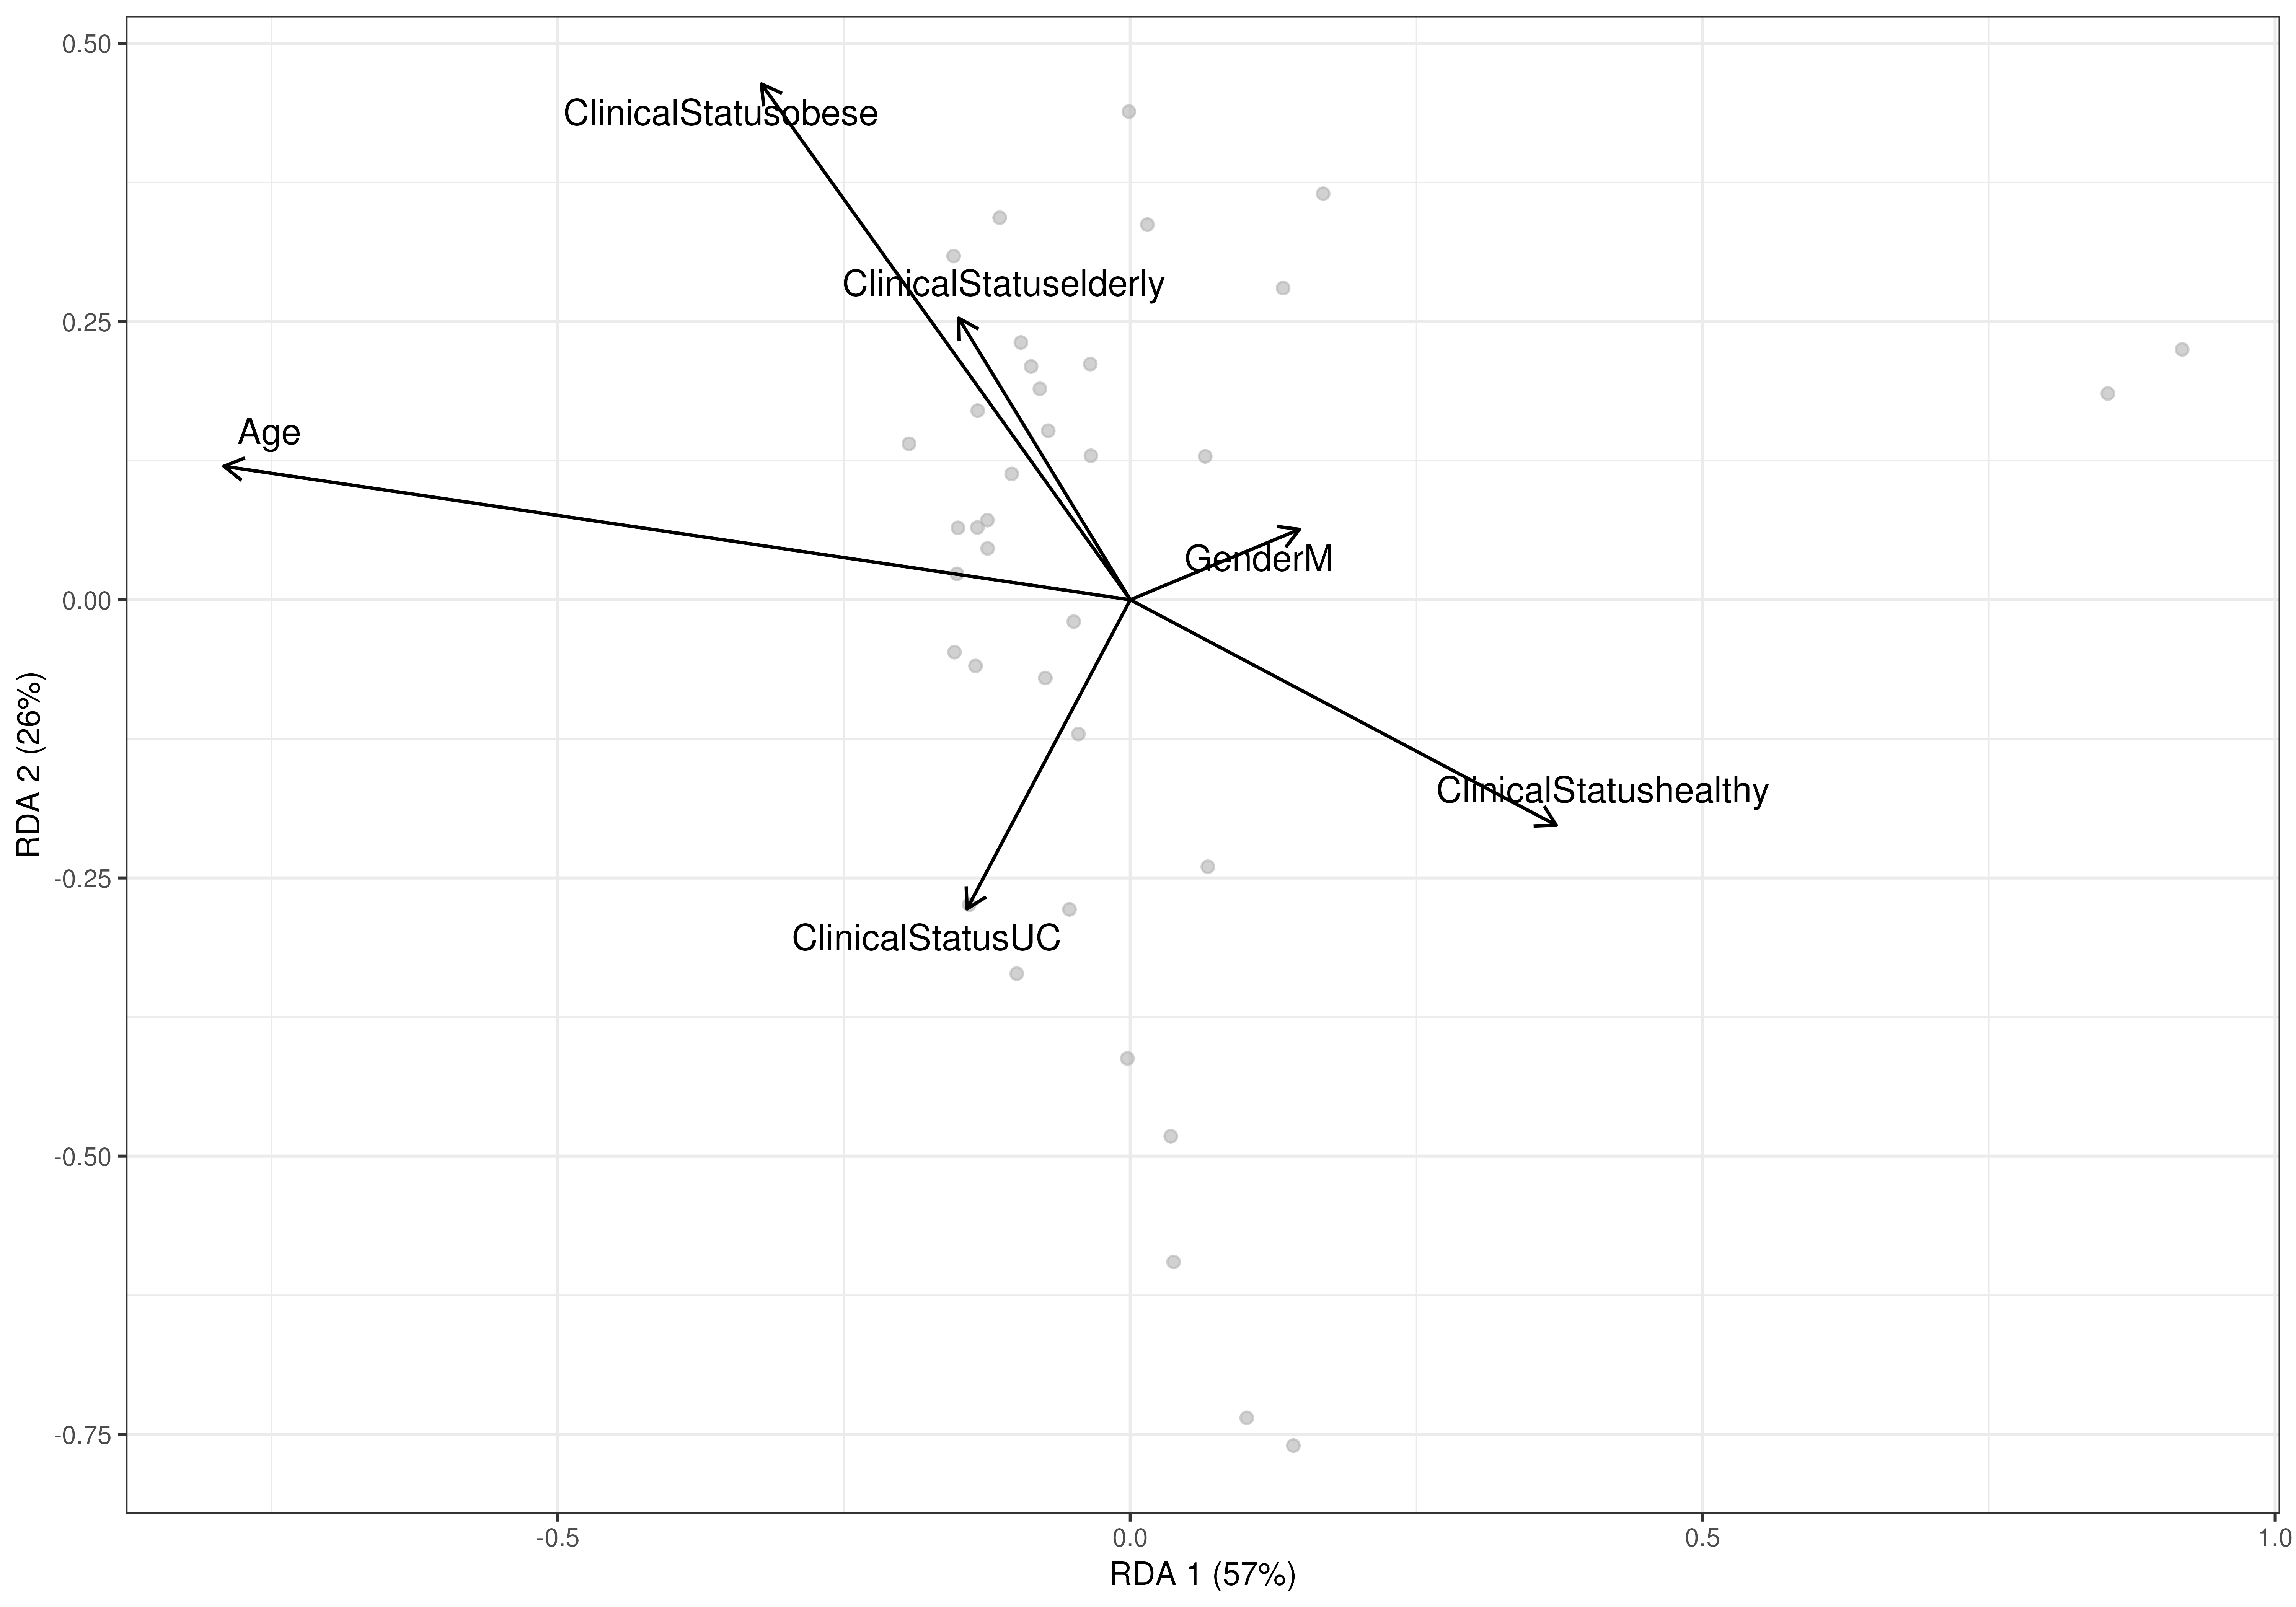 0.50
ClinicalStatusobese
ClinicalStatuselderly
0.25
Age
GenderM
0.00
RDA 2 (26%)
ClinicalStatushealthy
-0.25
ClinicalStatusUC
-0.50
-0.75
-0.5
0.0
0.5
1.0
RDA 1 (57%)